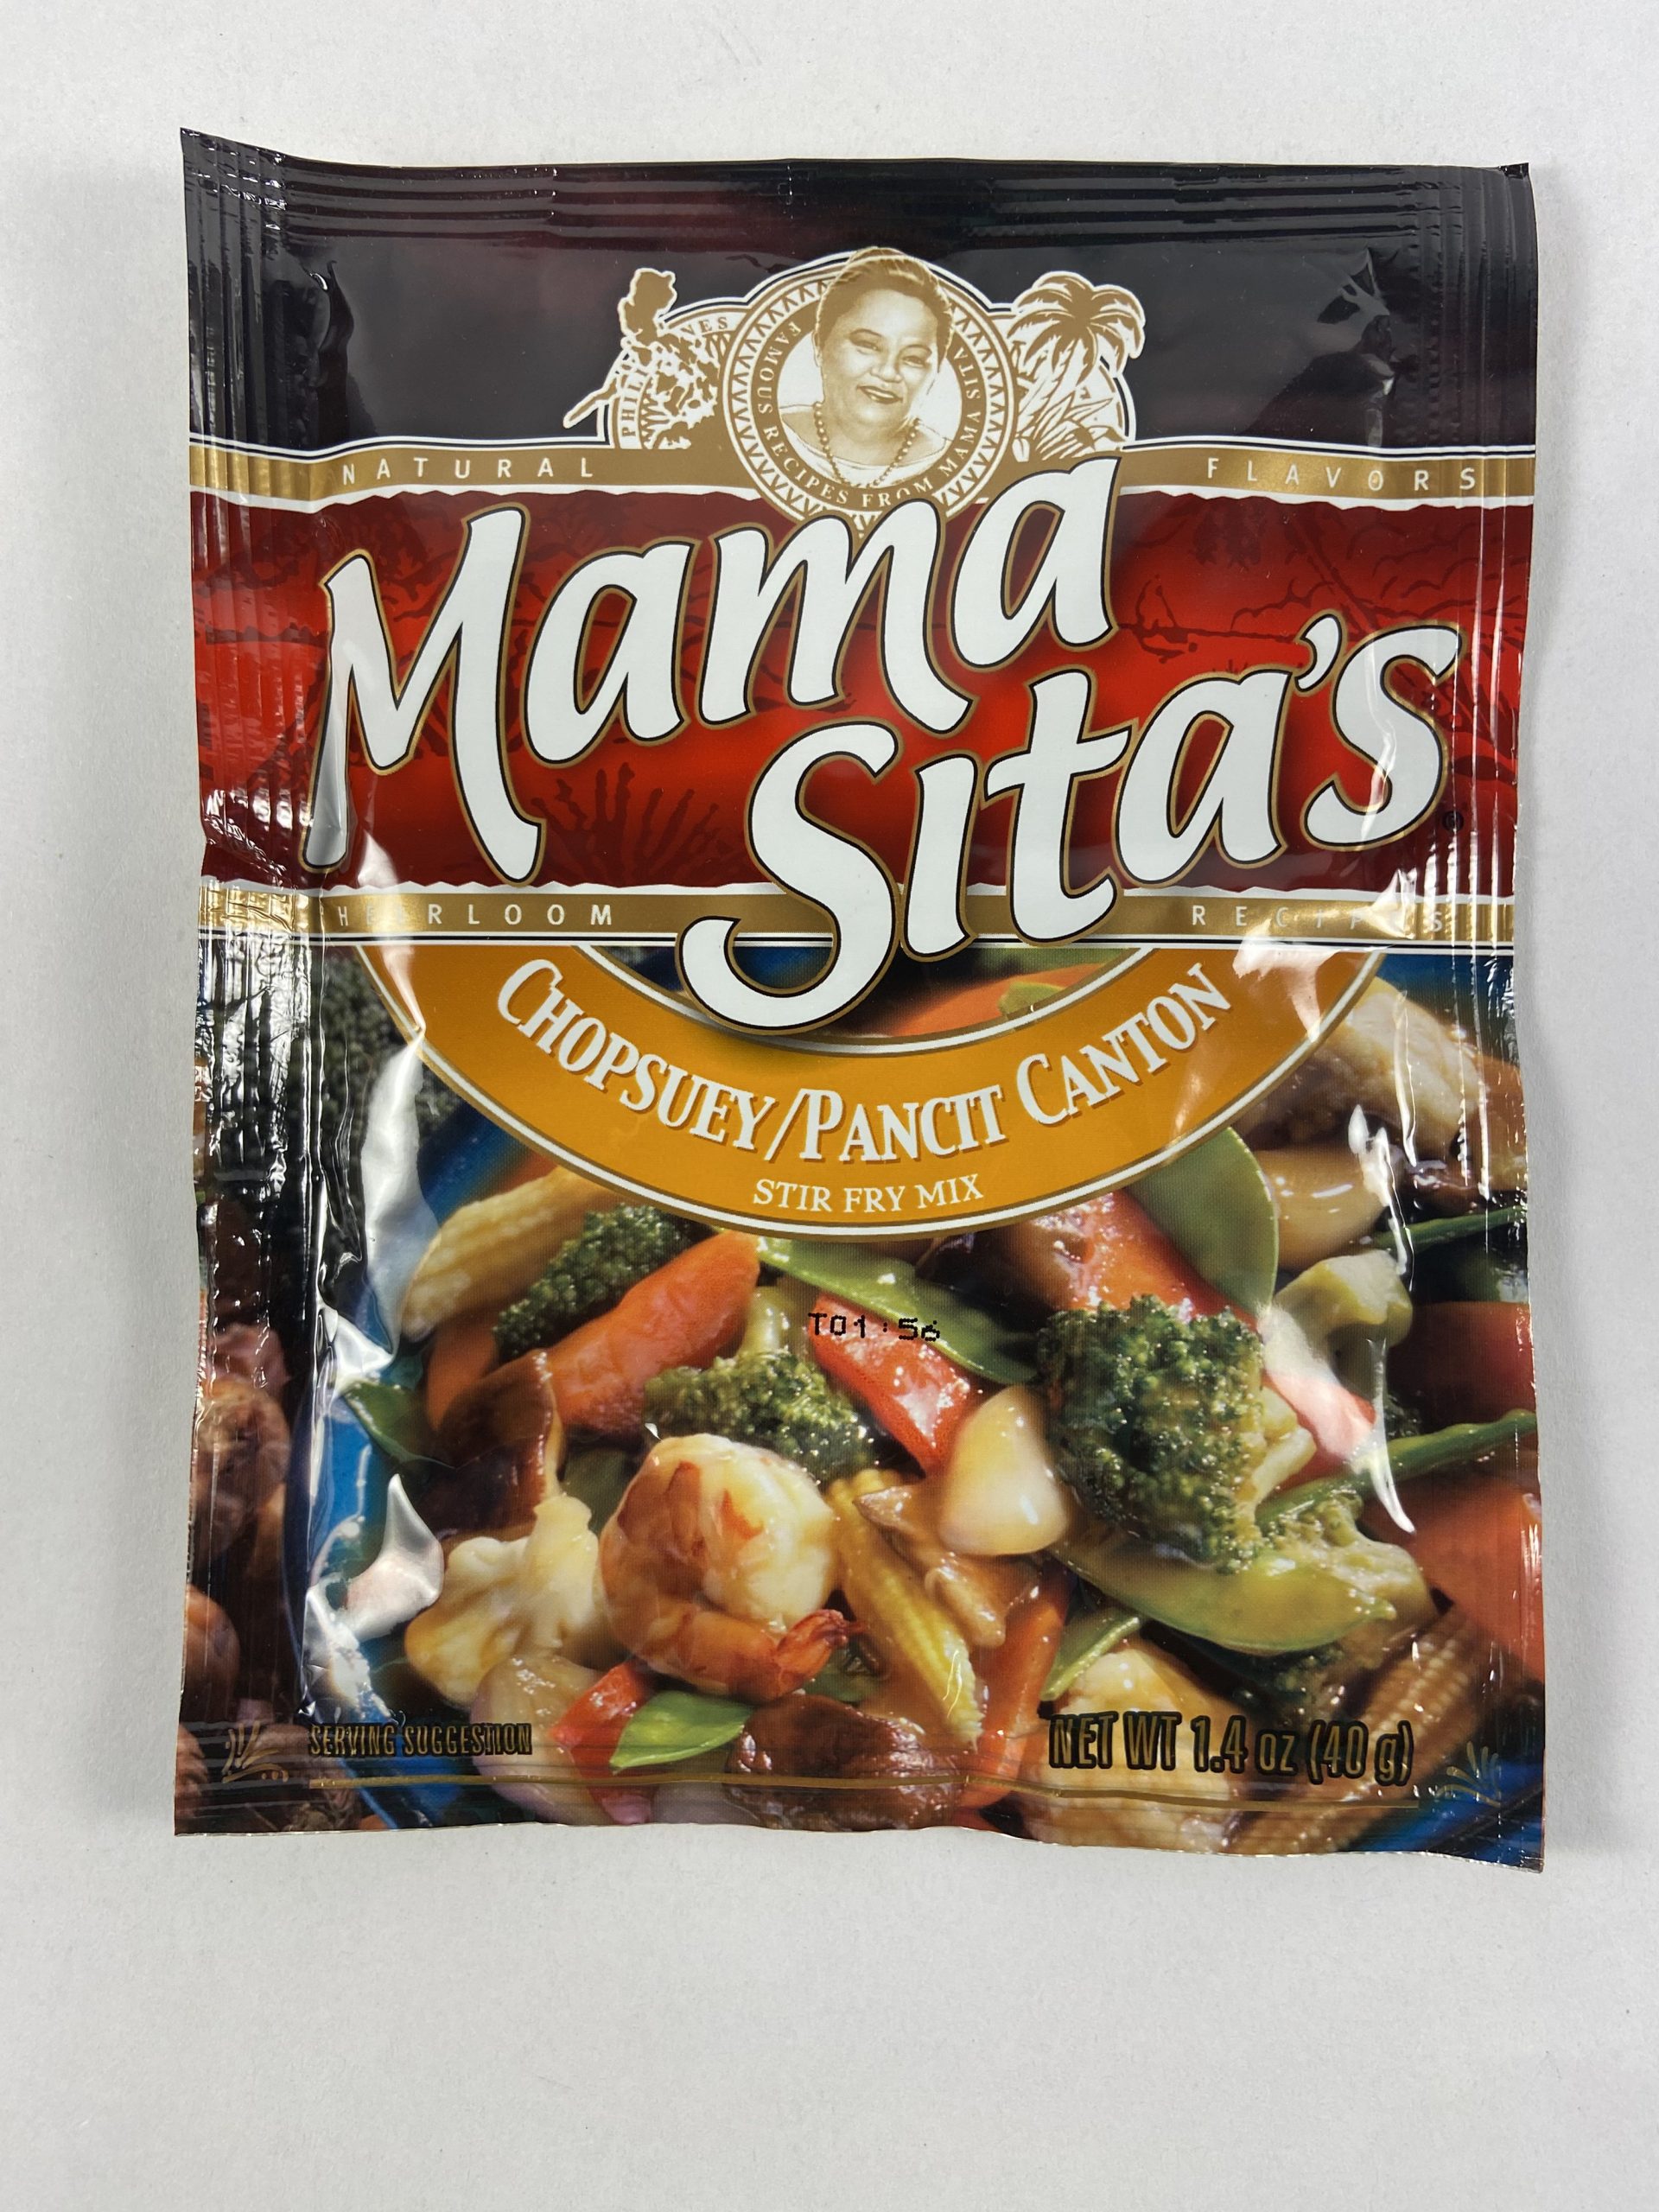 PHILIPPINES
FAMOUS RECIPES FROM MAMA SITA
NATURAL FLAVORS
Mama
Sita's
®
HEIRLOOM RECIPES
CHOPSUEY/PANCIT CANTON
STIR FRY MIX
T01:56
SERVING SUGGESTION
NET WT 1.4 oz (40 g)